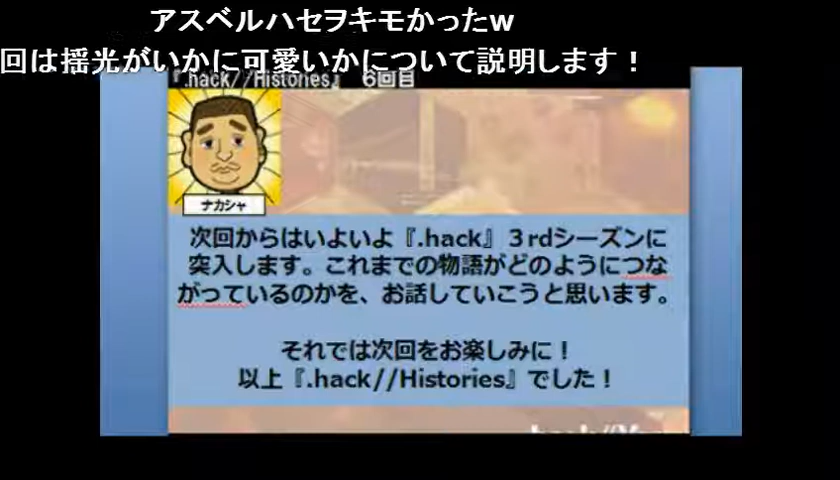 アスベルハセヲキモかったw
回は揺光がいかに可愛いかについて説明します！
『.hack//Histories』 6回目
ナカシャ
次回からはいよいよ『.hack』３rdシーズンに
突入します。これまでの物語がどのようにつな
がっているのかを、お話していこうと思います。
それでは次回をお楽しみに！
以上『.hack//Histories』でした！